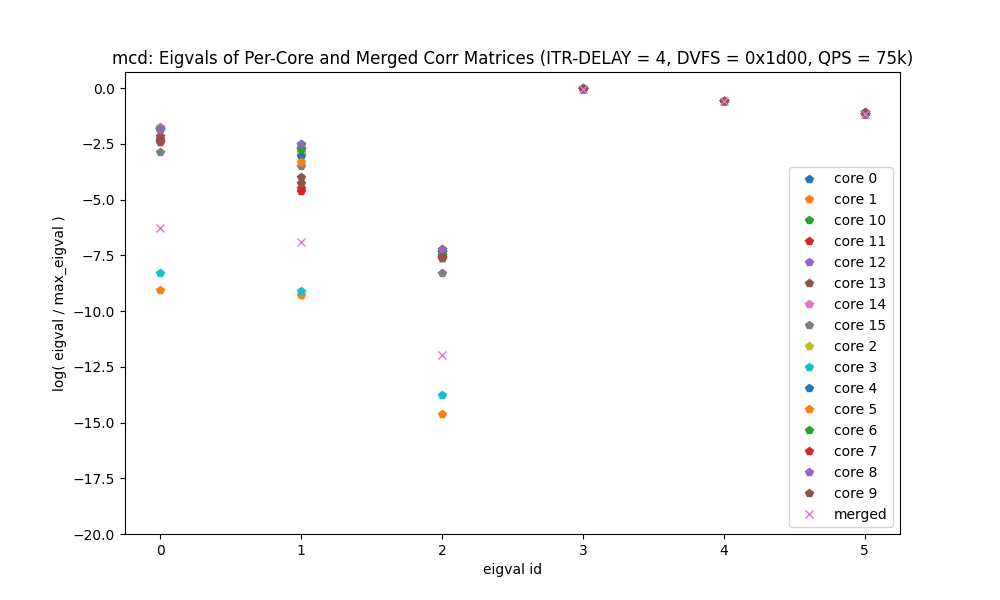 mcd: Eigvals of Per-Core and Merged Corr Matrices (ITR-DELAY = 4, DVFS = 0x1d00, QPS = 75k)
log( eigval / max_eigval )
0.0
−2.5
−5.0
−7.5
−10.0
−12.5
−15.0
−17.5
−20.0
core 0
core 1
core 10
core 11
core 12
core 13
core 14
core 15
core 2
core 3
core 4
core 5
core 6
core 7
core 8
core 9
merged
0 1 2 3 4 5
eigval id